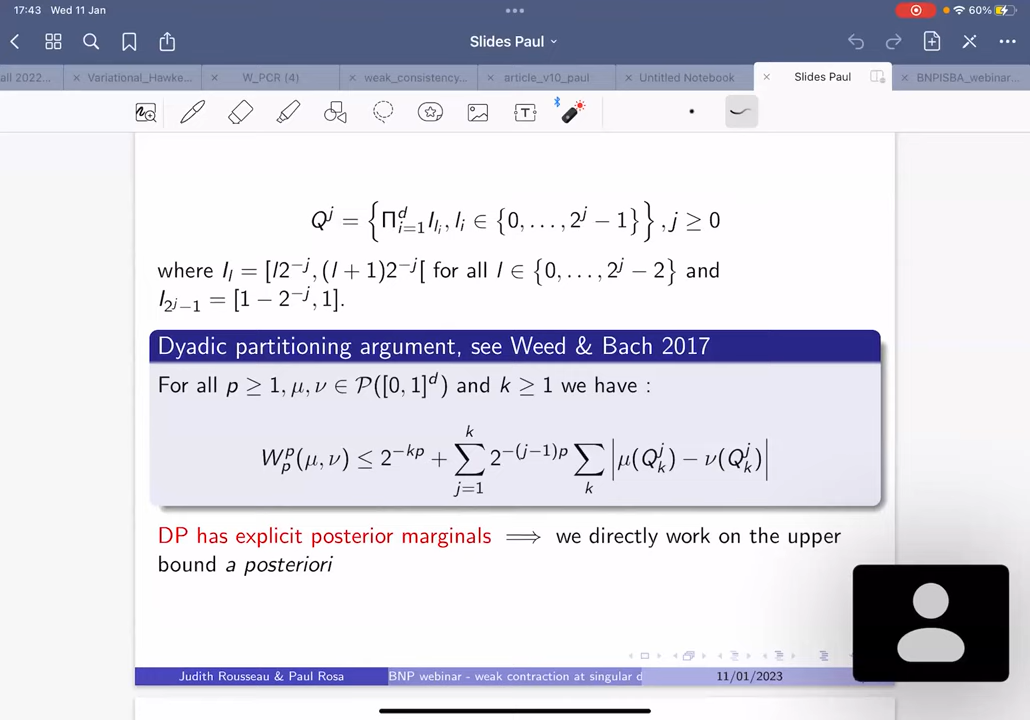 17:43 Wed 11 Jan
60%
Slides Paul
all 2022...
Variational_Hawke...
W_PCR (4)
weak_consistency...
article_v10_paul
Untitled Notebook
Slides Paul
BNPISBA_webinar...
Q^j = {Π_{i=1}^d I_{l_i}, l_i ∈ {0, …, 2^j − 1}}, j ≥ 0
where I_l = [l2^{−j}, (l + 1)2^{−j}[ for all l ∈ {0, …, 2^j − 2} and
I_{2^j−1} = [1 − 2^{−j}, 1].
Dyadic partitioning argument, see Weed & Bach 2017
For all p ≥ 1, μ, ν ∈ 𝒫([0, 1]^d) and k ≥ 1 we have :
W_p^p(μ, ν) ≤ 2^{−kp} + ∑_{j=1}^k 2^{−(j−1)p} ∑_k |μ(Q_k^j) − ν(Q_k^j)|
DP has explicit posterior marginals ⟹ we directly work on the upper
bound a posteriori
Judith Rousseau & Paul Rosa
BNP webinar - weak contraction at singular d
11/01/2023